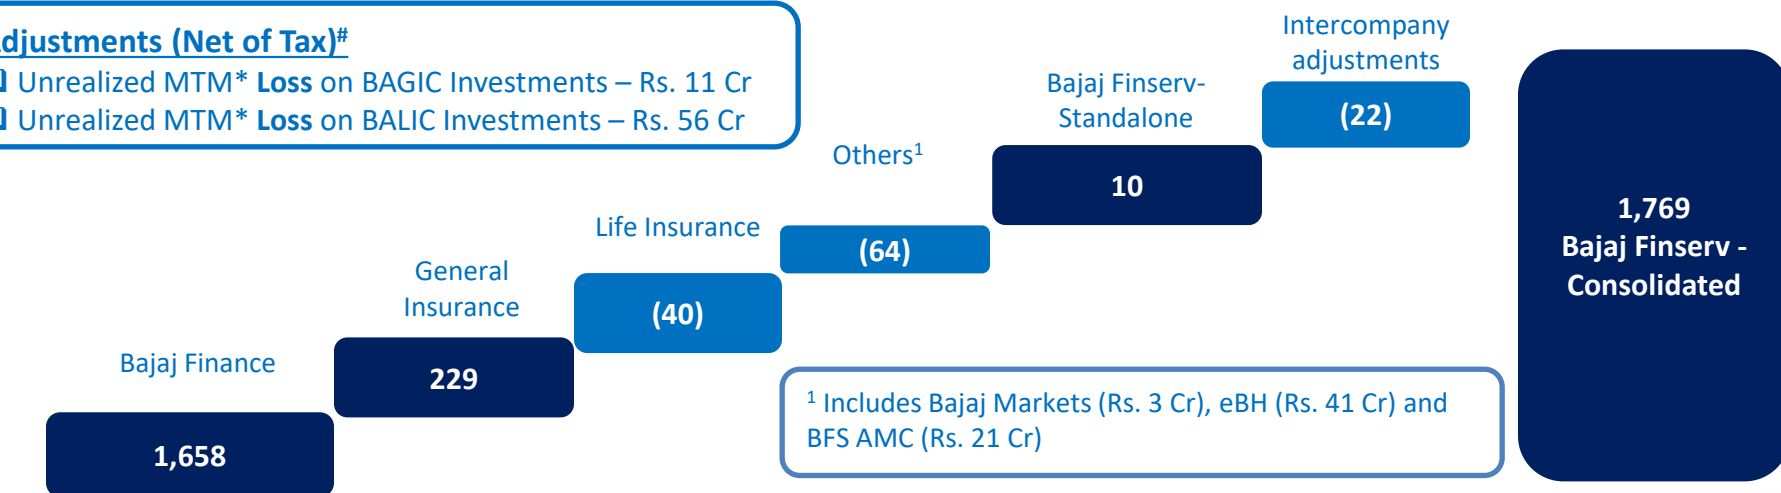 Adjustments (Net of Tax)#
Unrealized MTM* Loss on BAGIC Investments – Rs. 11 Cr
Unrealized MTM* Loss on BALIC Investments – Rs. 56 Cr
Intercompany
adjustments
(22)
Bajaj Finserv-
Standalone
10
Others1
(64)
Life Insurance
(40)
General
Insurance
229
Bajaj Finance
1,658
1,769
Bajaj Finserv -
Consolidated
1 Includes Bajaj Markets (Rs. 3 Cr), eBH (Rs. 41 Cr) and
BFS AMC (Rs. 21 Cr)